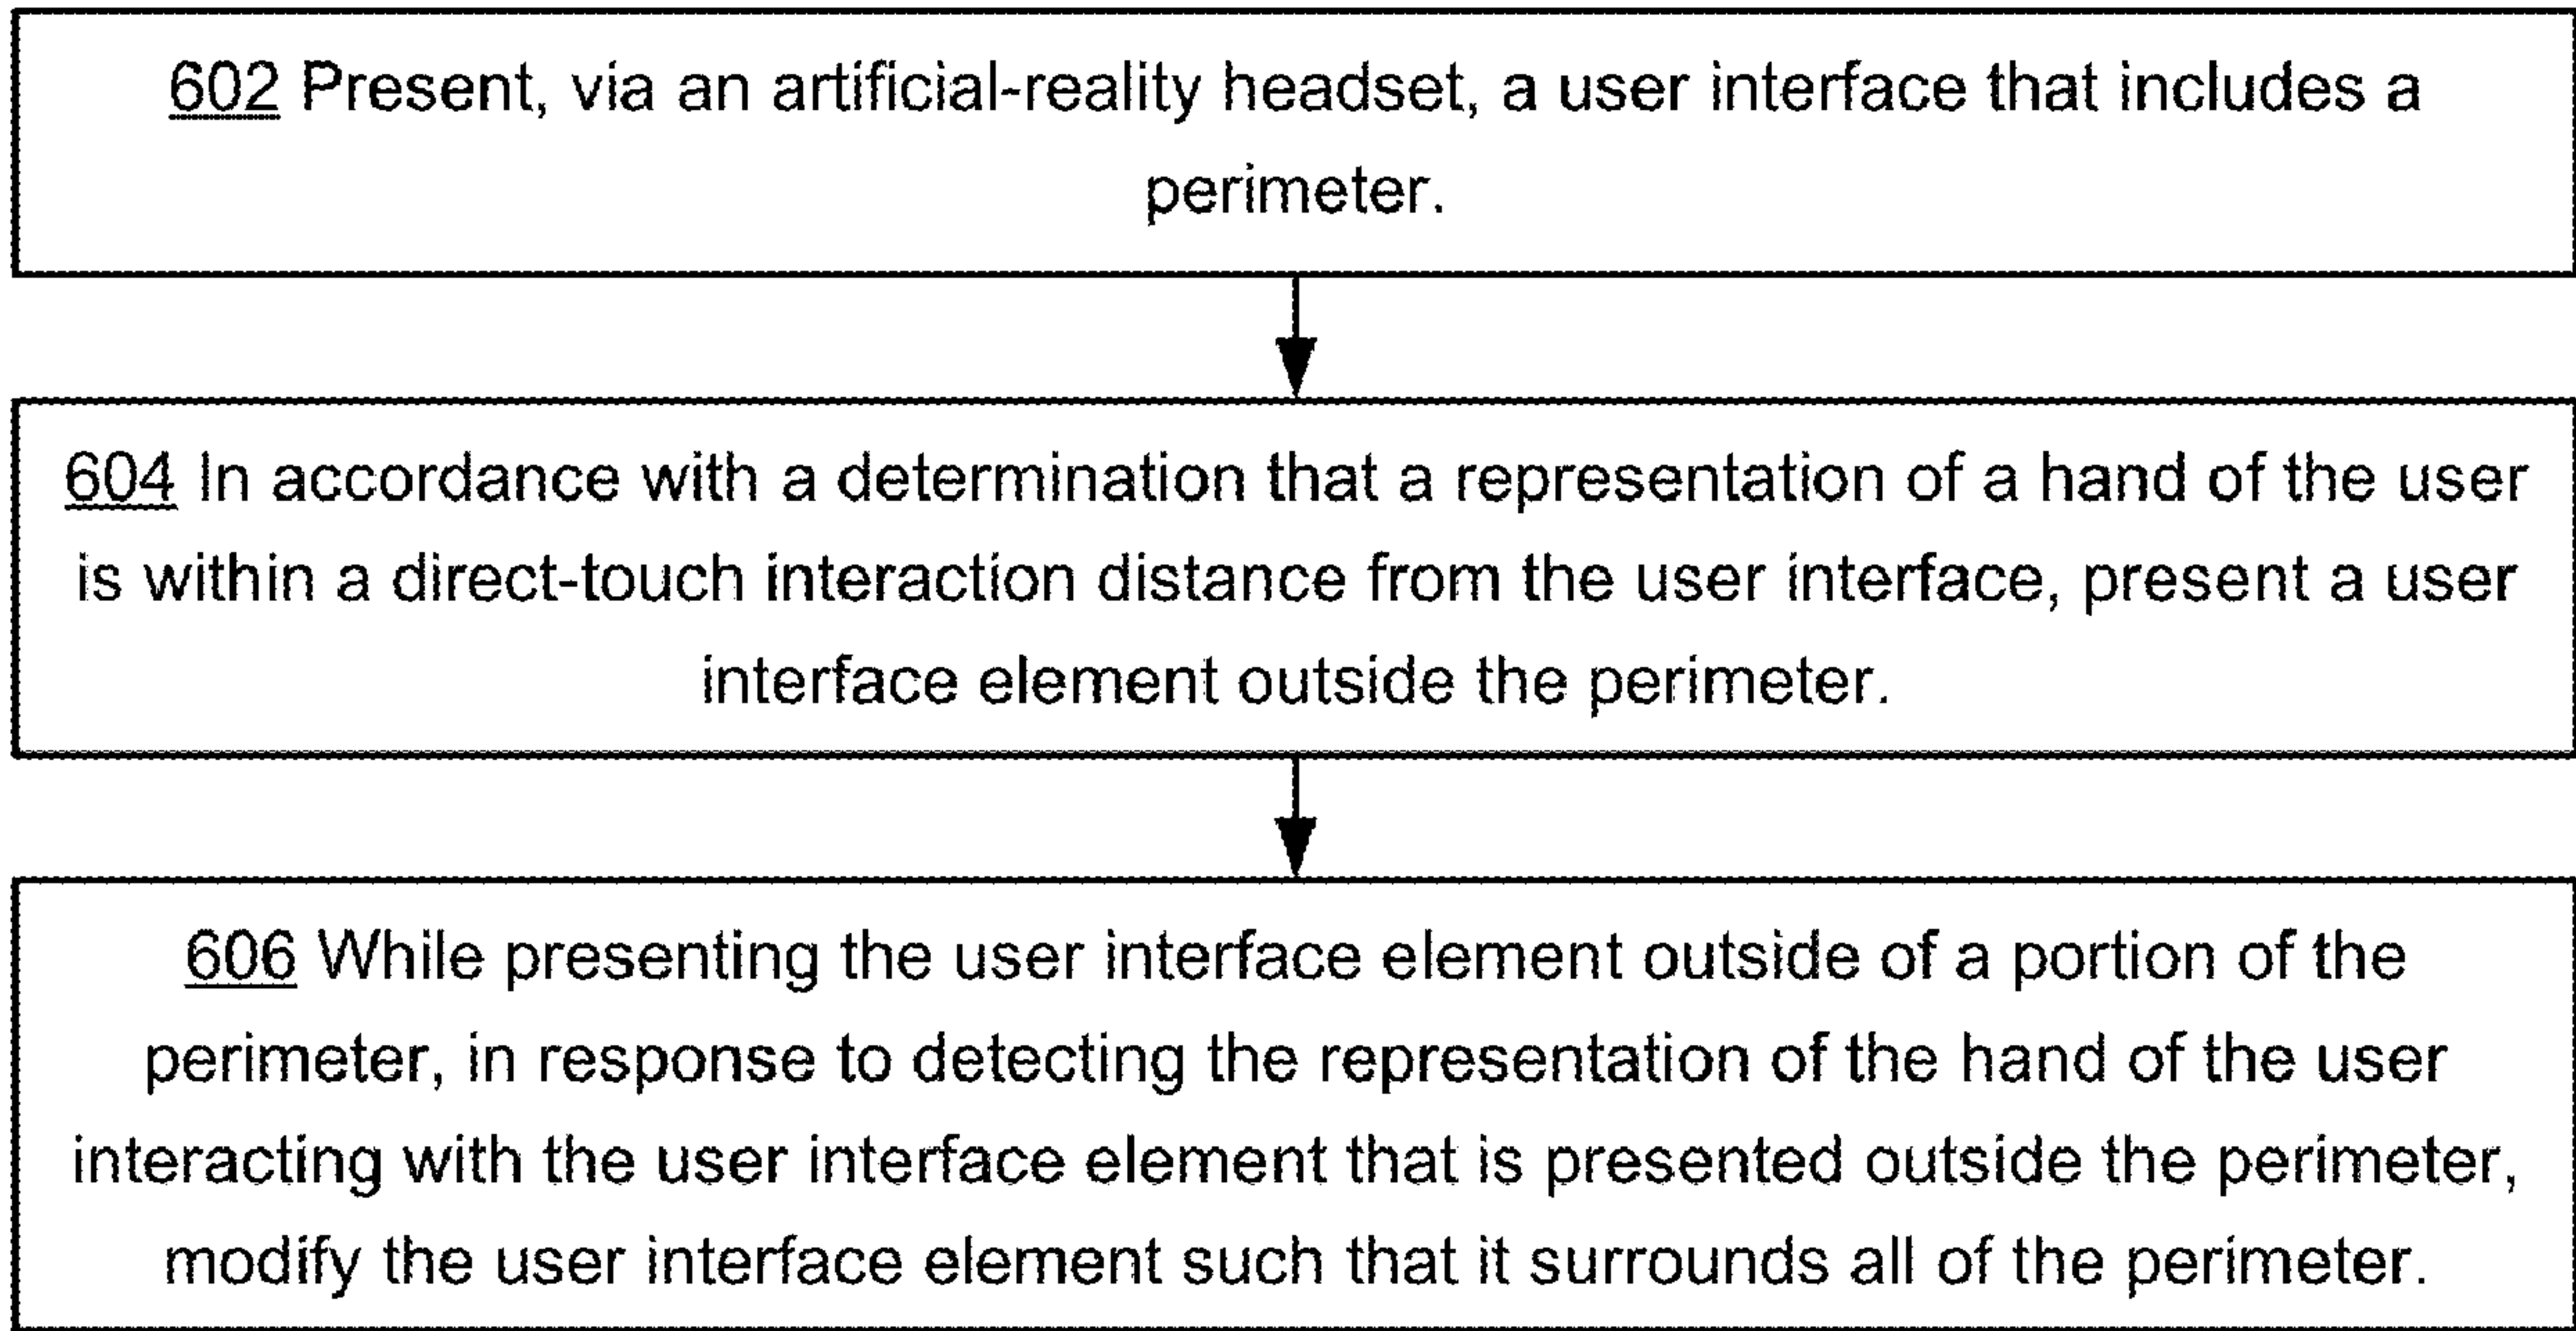 602 Present, via an artificial-reality headset, a user interface that includes a
perimeter.
604 In accordance with a determination that a representation of a hand of the user
is within a direct-touch interaction distance from the user interface, present a user
interface element outside the perimeter.
606 While presenting the user interface element outside of a portion of the
perimeter, in response to detecting the representation of the hand of the user
interacting with the user interface element that is presented outside the perimeter,
modify the user interface element such that it surrounds all of the perimeter.